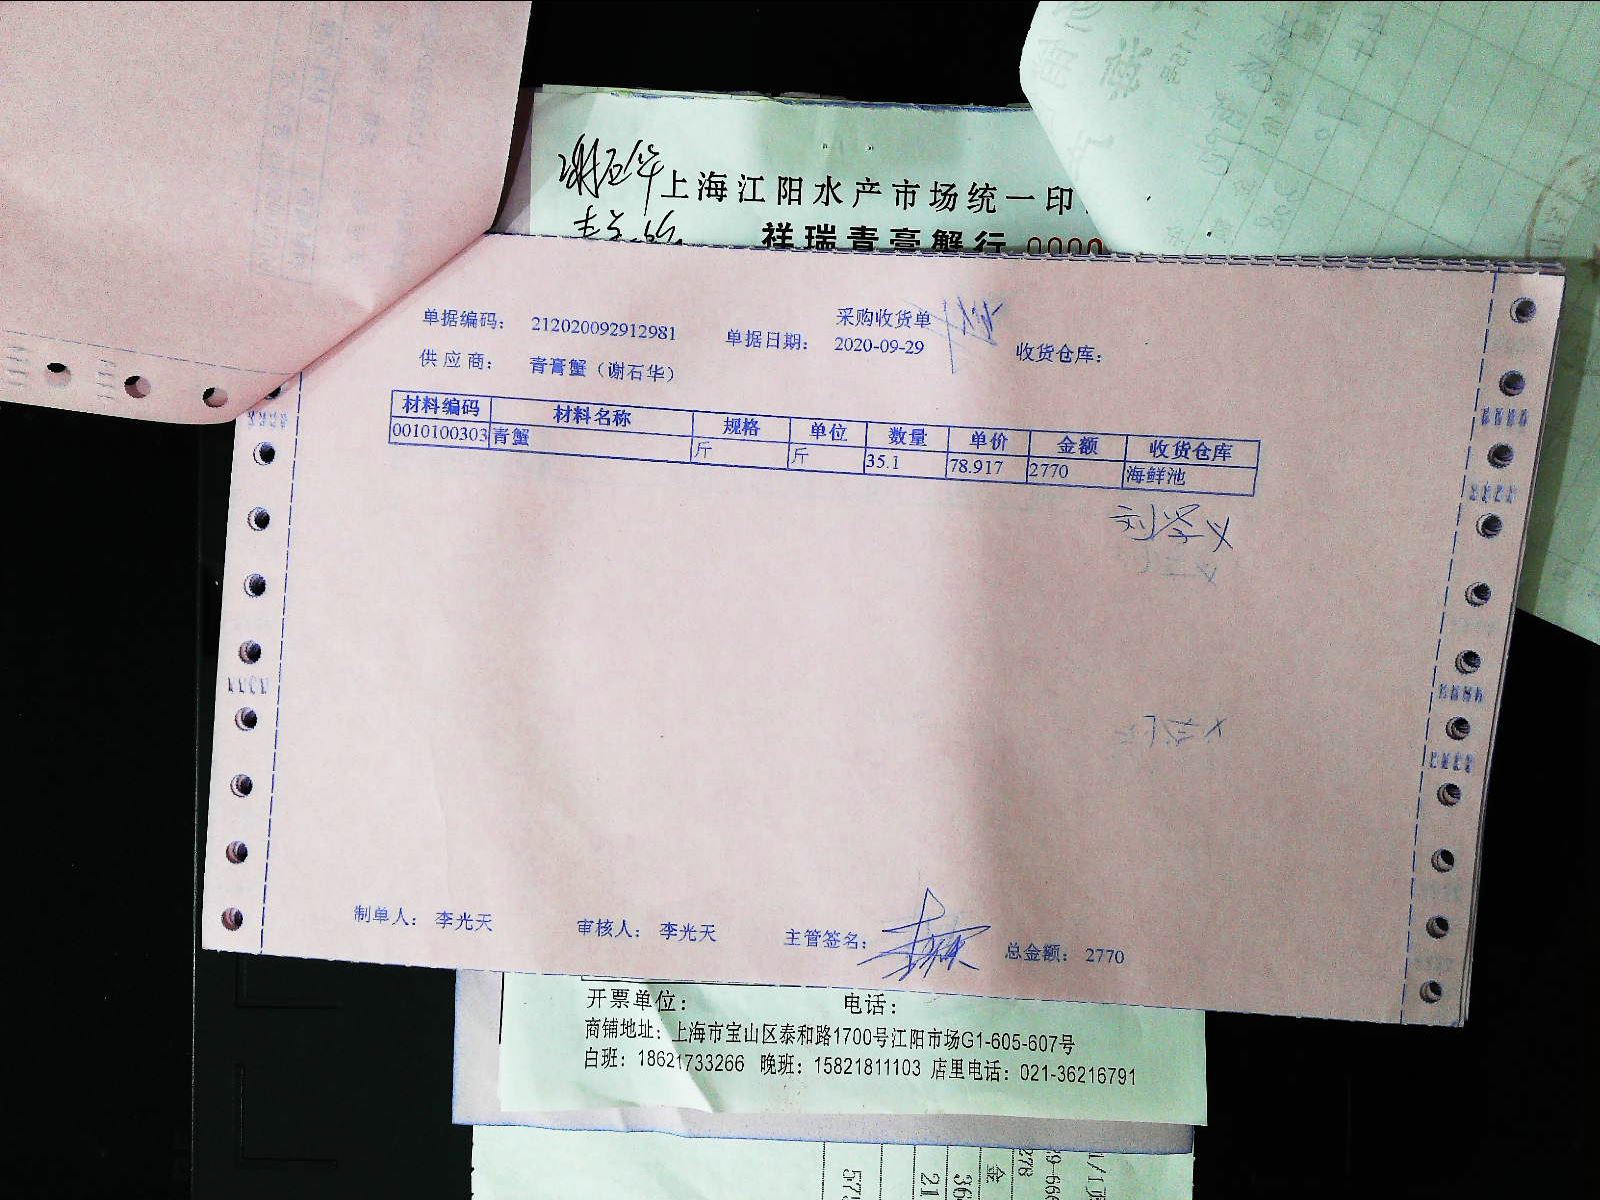 谢石华
上海江阳水产市场统一印
祥瑞青膏蟹行 0000
采购收货单
单据编码: 212020092912981 单据日期: 2020-09-29 收货仓库:
供应商: 青膏蟹(谢石华)
材料编码 材料名称 规格 单位 数量 单价 金额 收货仓库
0010100303 青蟹 斤 斤 35.1 78.917 2770 海鲜池
刘学义
制单人: 李光天 审核人: 李光天 主管签名: 总金额: 2770
开票单位: 电话:
商铺地址: 上海市宝山区泰和路1700号江阳市场G1-605-607号
白班: 18621733266 晚班: 15821811103 店里电话: 021-36216791